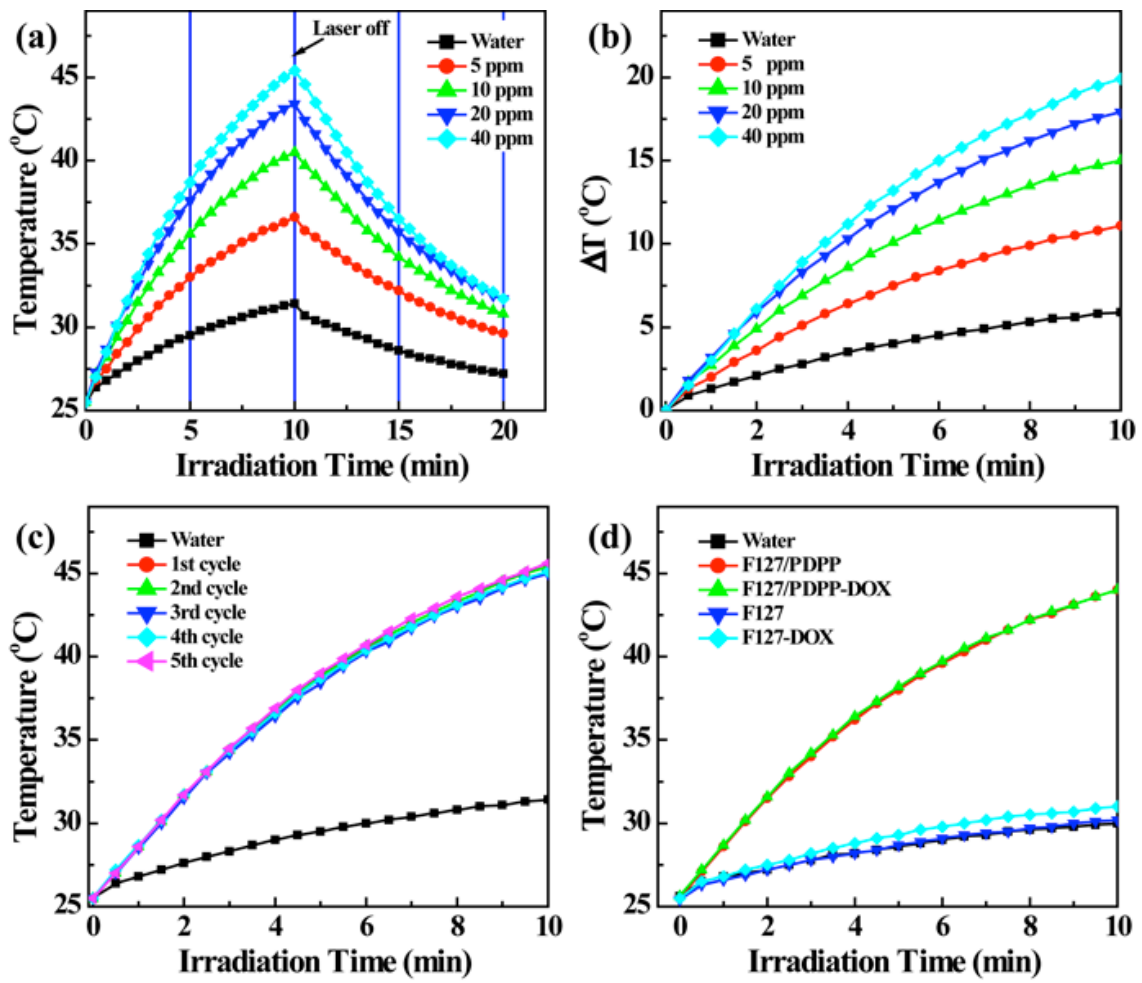 (a)
Laser off
Water
5 ppm
10 ppm
20 ppm
40 ppm
45
40
35
30
25
Temperature (°C)
0
5
10
15
20
Irradiation Time (min)
(b)
Water
5 ppm
10 ppm
20 ppm
40 ppm
20
15
10
5
0
ΔT (°C)
0
2
4
6
8
10
Irradiation Time (min)
(c)
Water
1st cycle
2nd cycle
3rd cycle
4th cycle
5th cycle
45
40
35
30
25
Temperature (°C)
0
2
4
6
8
10
Irradiation Time (min)
(d)
Water
F127/PDPP
F127/PDPP-DOX
F127
F127-DOX
45
40
35
30
25
Temperature (°C)
0
2
4
6
8
10
Irradiation Time (min)